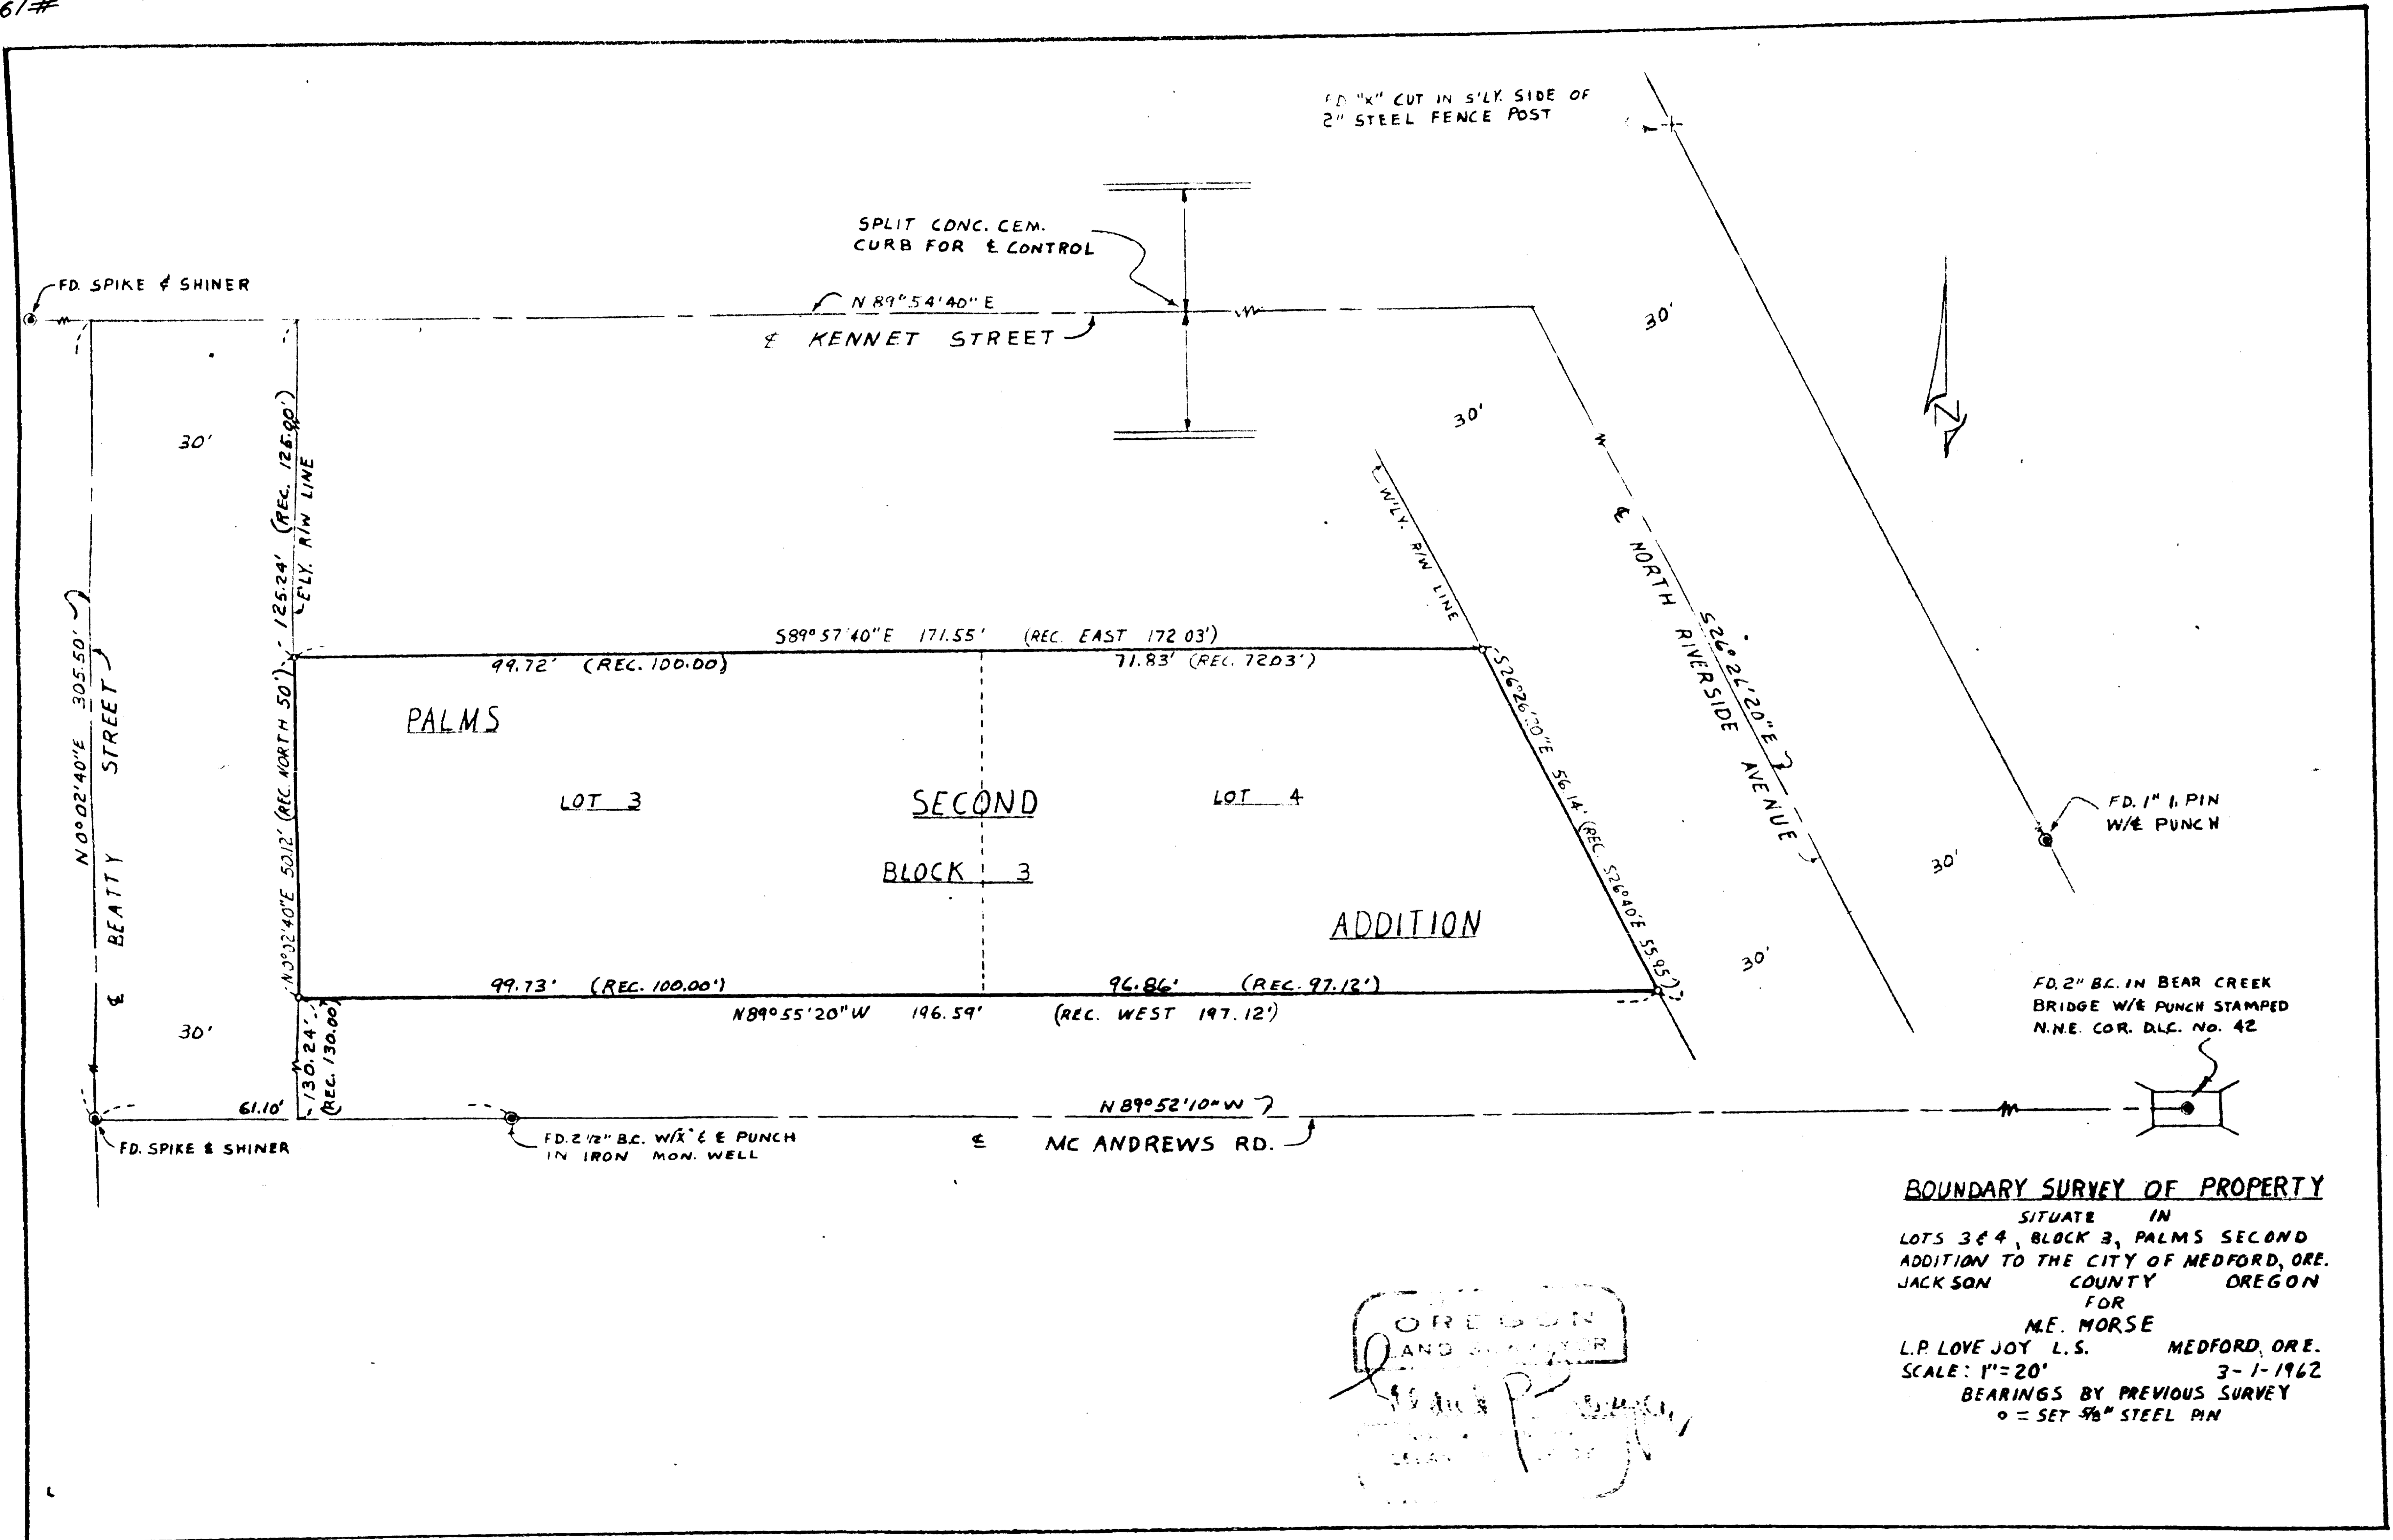 61#
FD. "X" CUT IN S'LY. SIDE OF
2" STEEL FENCE POST
SPLIT CONC. CEM.
CURB FOR ℄ CONTROL
FD. SPIKE & SHINER
N 89° 54' 40" E
℄ KENNET STREET
30'
30'
30'
125.24' (REC. 125.00')
E'LY. R/W LINE
W'LY. R/W LINE
℄ NORTH RIVERSIDE AVENUE
S26° 26' 20" E
N
N0°02'40"E 305.50'
℄ BEATTY STREET
S89° 57' 40" E 171.55' (REC. EAST 172.03')
99.72' (REC. 100.00)
71.83' (REC. 72.03')
PALMS
LOT 3
SECOND
LOT 4
BLOCK 3
ADDITION
N0°02'40"E 50.12' (REC. NORTH 50')
S26°26'20"E 56.14' (REC. S26°40'E 55.95')
FD. 1" I. PIN
W/℄ PUNCH
30'
30'
30'
99.73' (REC. 100.00')
96.86' (REC. 97.12')
N89° 55' 20" W 196.59' (REC. WEST 197.12')
130.24'
(REC. 130.00)
FD. 2" B.C. IN BEAR CREEK
BRIDGE W/℄ PUNCH STAMPED
N.N.E. COR. D.L.C. No. 42
61.10'
N 89° 52' 10" W
FD. SPIKE & SHINER
FD. 2 1/2" B.C. W/"X" & ℄ PUNCH
IN IRON MON. WELL
℄ MC ANDREWS RD.
BOUNDARY SURVEY OF PROPERTY
SITUATE IN
LOTS 3 & 4, BLOCK 3, PALMS SECOND
ADDITION TO THE CITY OF MEDFORD, ORE.
JACKSON COUNTY OREGON
FOR
M.E. MORSE
L.P. LOVE JOY L.S. MEDFORD, ORE.
SCALE: 1"=20' 3-1-1962
BEARINGS BY PREVIOUS SURVEY
o = SET 5/8" STEEL PIN
OREGON
LAND SURVEYOR